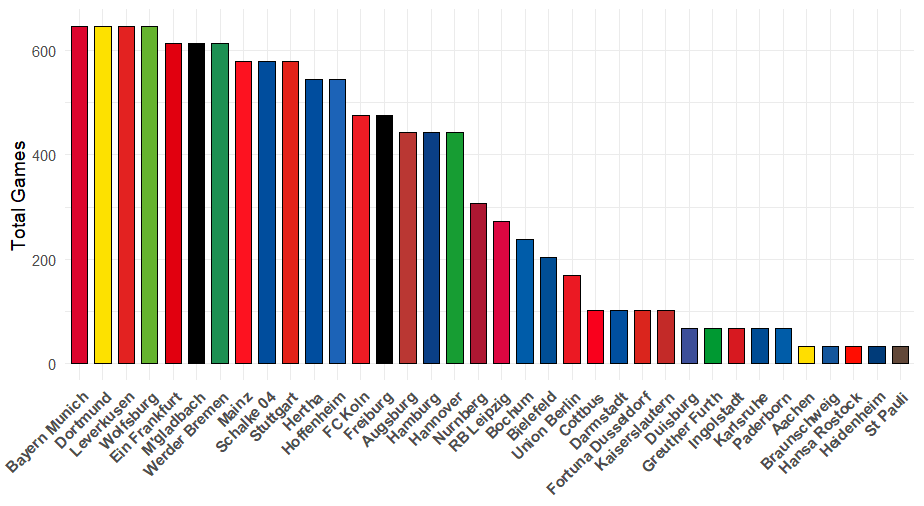 Total Games
600
400
200
0
Bayern Munich
Dortmund
Leverkusen
Wolfsburg
Ein Frankfurt
M'gladbach
Werder Bremen
Mainz
Schalke 04
Stuttgart
Hertha
Hoffenheim
FC Koln
Freiburg
Augsburg
Hamburg
Hannover
Nurnberg
RB Leipzig
Bochum
Bielefeld
Union Berlin
Cottbus
Darmstadt
Fortuna Dusseldorf
Kaiserslautern
Duisburg
Greuther Furth
Ingolstadt
Karlsruhe
Paderborn
Aachen
Braunschweig
Hansa Rostock
Heidenheim
St Pauli